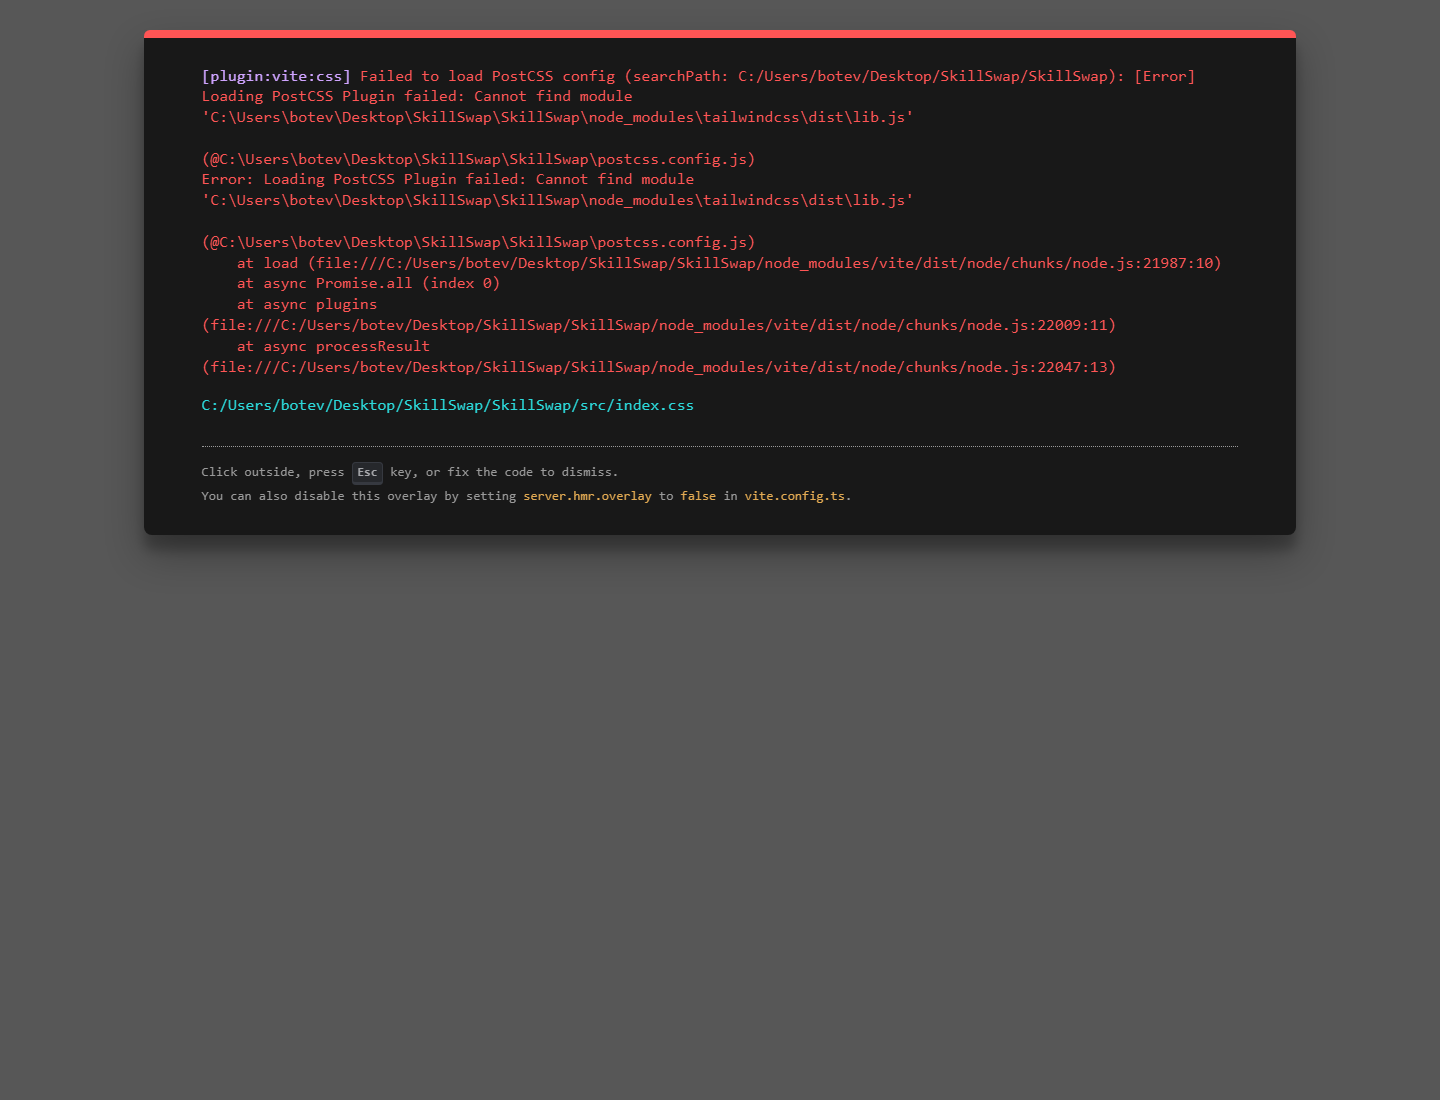 [plugin:vite:css] Failed to load PostCSS config (searchPath: C:/Users/botev/Desktop/SkillSwap/SkillSwap): [Error]
Loading PostCSS Plugin failed: Cannot find module
'C:\Users\botev\Desktop\SkillSwap\SkillSwap\node_modules\tailwindcss\dist\lib.js'
(@C:\Users\botev\Desktop\SkillSwap\SkillSwap\postcss.config.js)
Error: Loading PostCSS Plugin failed: Cannot find module
'C:\Users\botev\Desktop\SkillSwap\SkillSwap\node_modules\tailwindcss\dist\lib.js'
(@C:\Users\botev\Desktop\SkillSwap\SkillSwap\postcss.config.js)
at load (file:///C:/Users/botev/Desktop/SkillSwap/SkillSwap/node_modules/vite/dist/node/chunks/node.js:21987:10)
at async Promise.all (index 0)
at async plugins
(file:///C:/Users/botev/Desktop/SkillSwap/SkillSwap/node_modules/vite/dist/node/chunks/node.js:22009:11)
at async processResult
(file:///C:/Users/botev/Desktop/SkillSwap/SkillSwap/node_modules/vite/dist/node/chunks/node.js:22047:13)
C:/Users/botev/Desktop/SkillSwap/SkillSwap/src/index.css
Click outside, press Esc key, or fix the code to dismiss.
You can also disable this overlay by setting server.hmr.overlay to false in vite.config.ts.